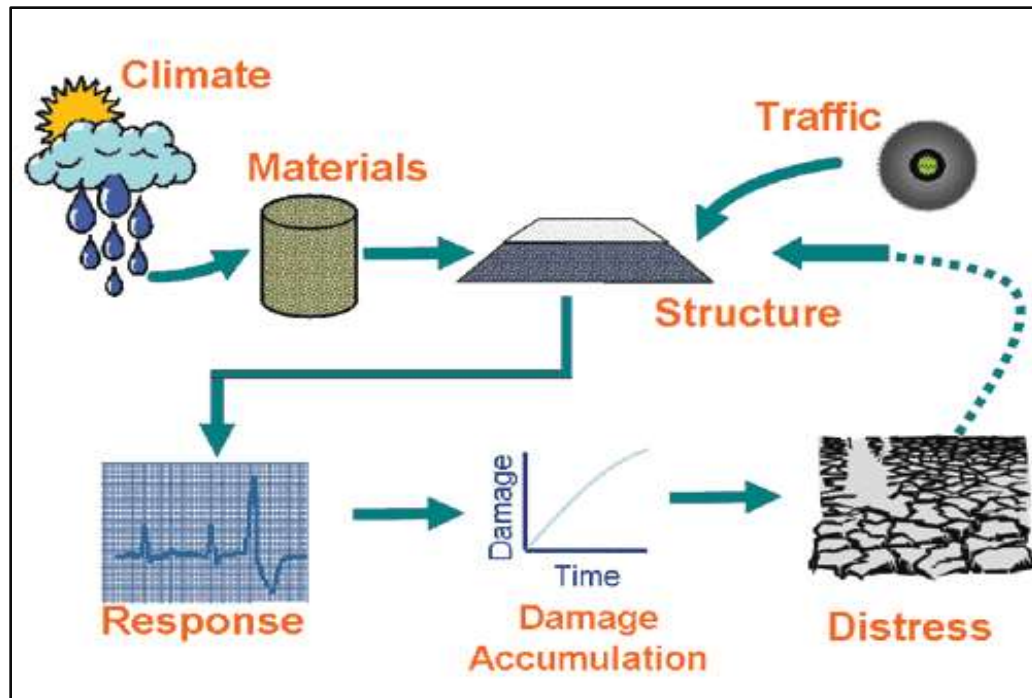 Climate
Traffic
Materials
Structure
Damage
Time
Response
Damage
Accumulation
Distress